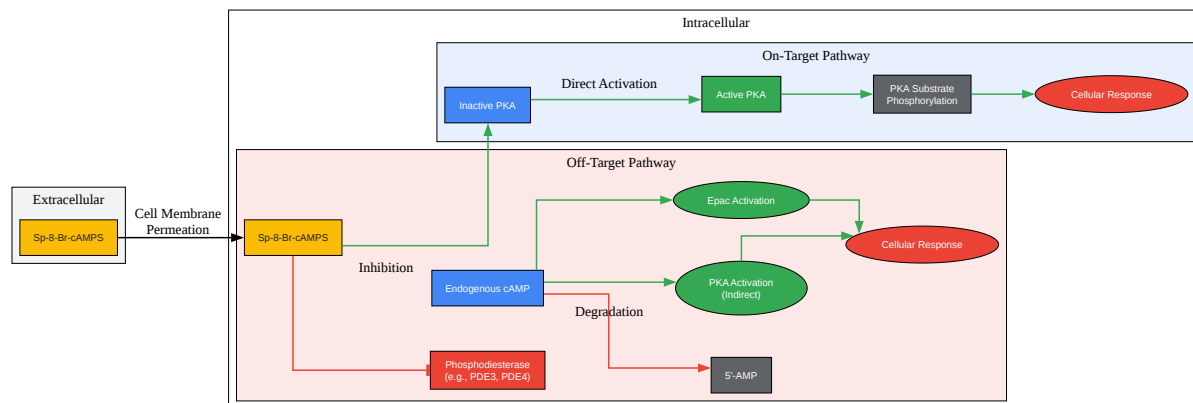 Intracellular
On-Target Pathway
Inactive PKA
Direct Activation
Active PKA
PKA Substrate
Phosphorylation
Cellular Response
Off-Target Pathway
Extracellular
Sp-8-Br-cAMPS
Cell Membrane
Permeation
Sp-8-Br-cAMPS
Inhibition
Endogenous cAMP
Epac Activation
PKA Activation
(Indirect)
Cellular Response
Degradation
Phosphodiesterase
(e.g., PDE3, PDE4)
5'-AMP